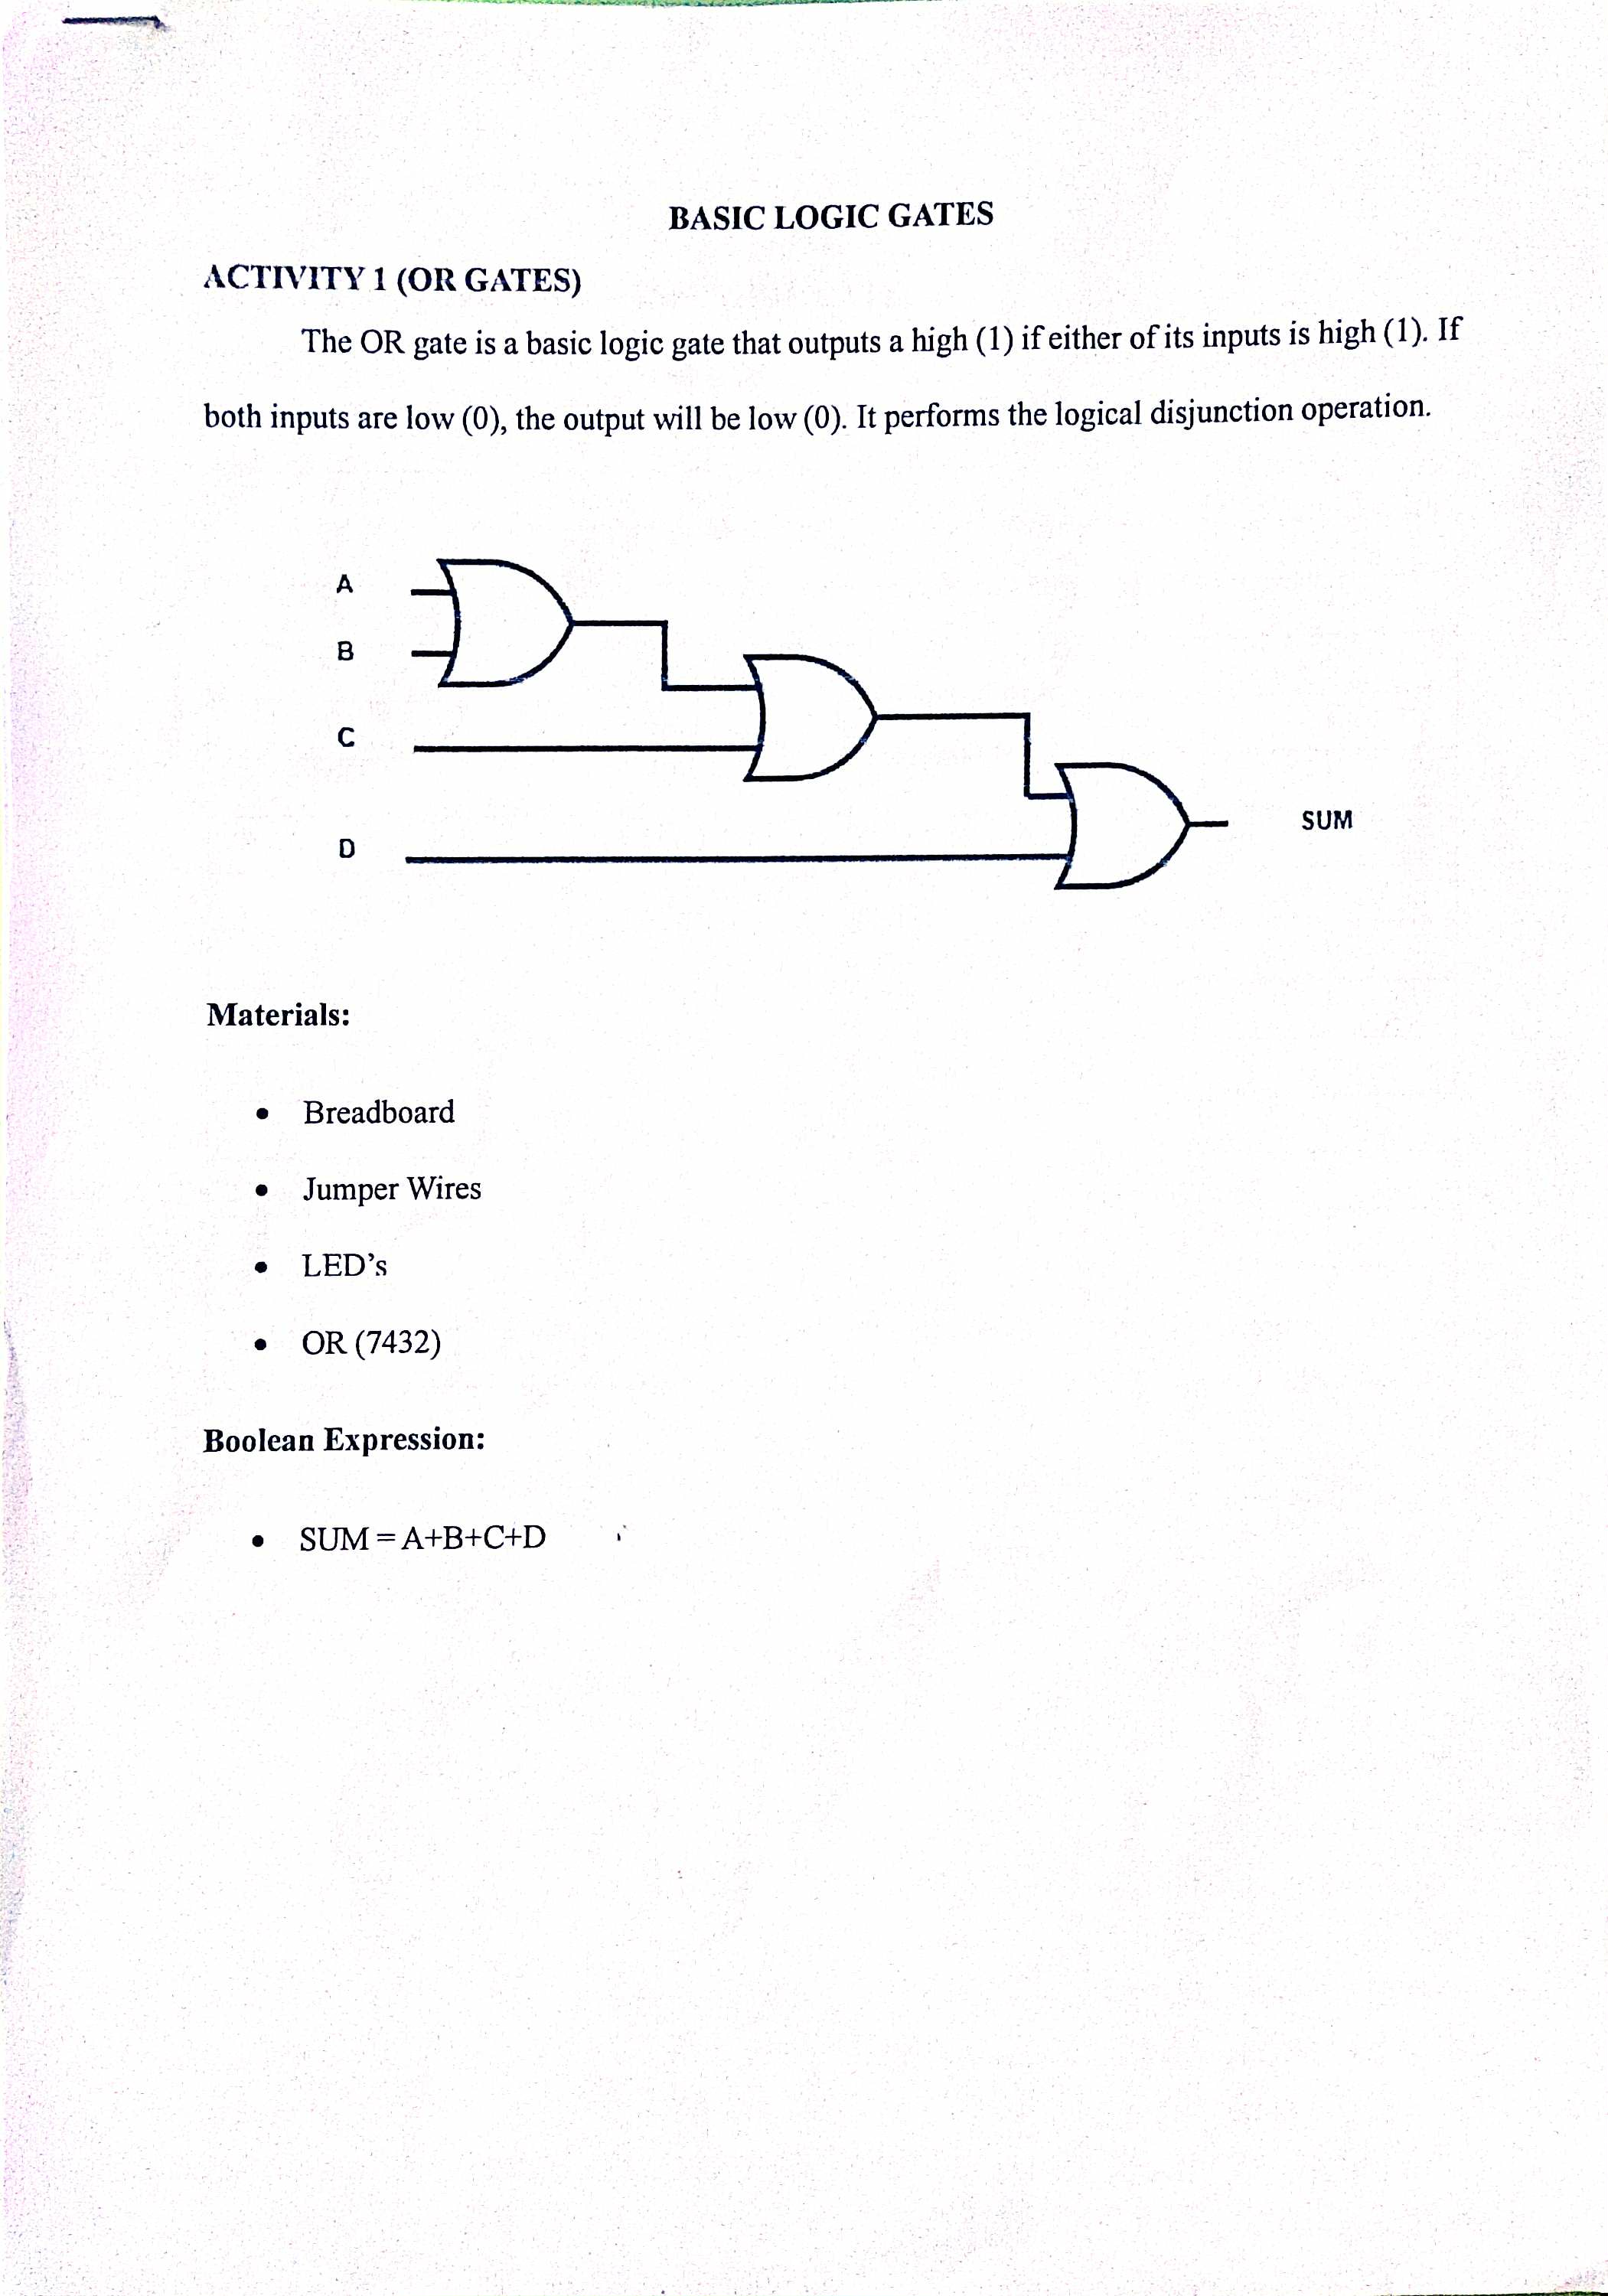 BASIC LOGIC GATES
ACTIVITY 1 (OR GATES)
The OR gate is a basic logic gate that outputs a high (1) if either of its inputs is high (1). If
both inputs are low (0), the output will be low (0). It performs the logical disjunction operation.
A
B
C
D
SUM
Materials:
• Breadboard
• Jumper Wires
• LED’s
• OR (7432)
Boolean Expression:
• SUM = A+B+C+D